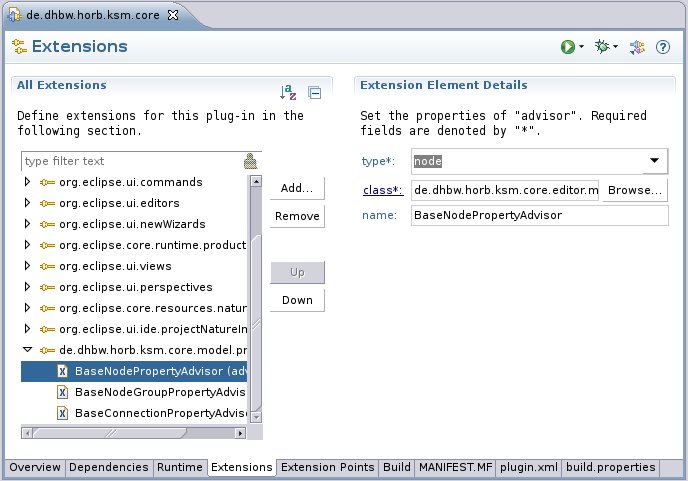 de.dhbw.horb.ksm.core
Extensions
All Extensions
Define extensions for this plug-in in the
following section.
type filter text
org.eclipse.ui.commands
org.eclipse.ui.editors
org.eclipse.ui.newWizards
org.eclipse.core.runtime.product
org.eclipse.ui.views
org.eclipse.ui.perspectives
org.eclipse.core.resources.natur
org.eclipse.ui.ide.projectNatureIn
de.dhbw.horb.ksm.core.model.pr
BaseNodePropertyAdvisor (adv
BaseNodeGroupPropertyAdvis
BaseConnectionPropertyAdviso
Add...
Remove
Up
Down
Extension Element Details
Set the properties of "advisor". Required
fields are denoted by "*".
type*: node
class*: de.dhbw.horb.ksm.core.editor.m Browse...
name: BaseNodePropertyAdvisor
Overview Dependencies Runtime Extensions Extension Points Build MANIFEST.MF plugin.xml build.properties